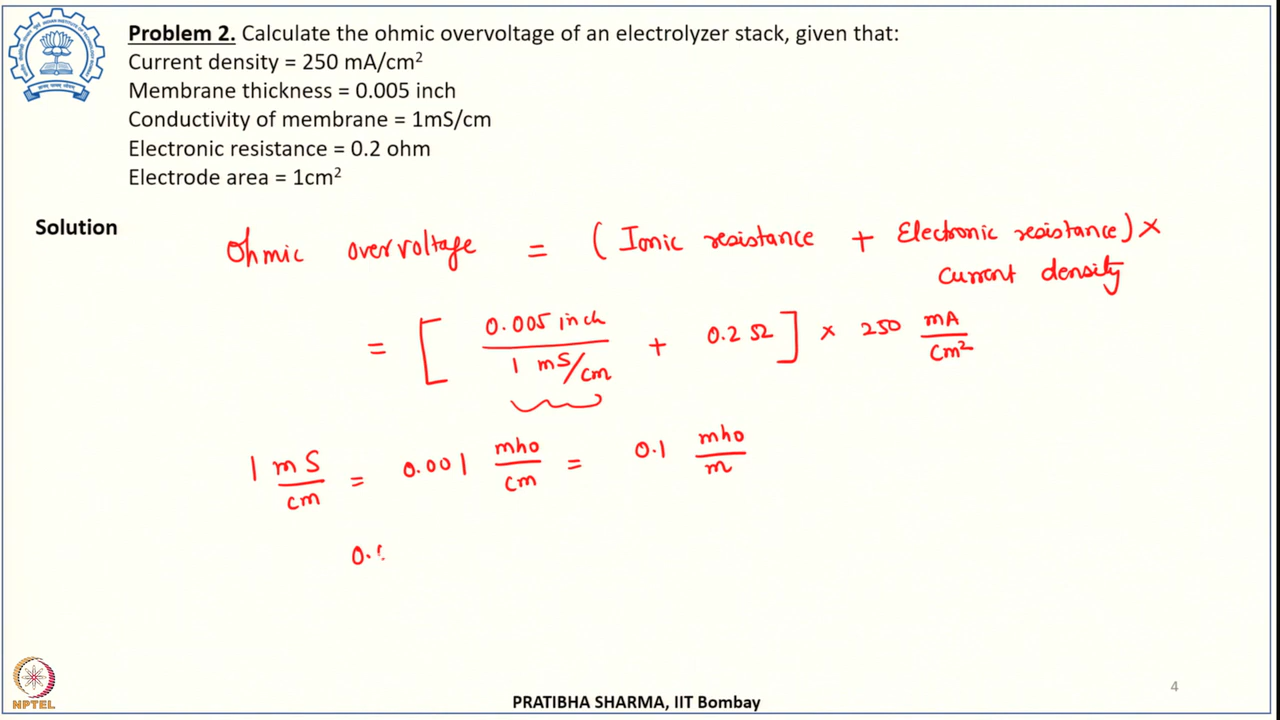 Problem 2. Calculate the ohmic overvoltage of an electrolyzer stack, given that:
Current density = 250 mA/cm²
Membrane thickness = 0.005 inch
Conductivity of membrane = 1mS/cm
Electronic resistance = 0.2 ohm
Electrode area = 1cm²
Solution
Ohmic overvoltage = (Ionic resistance + Electronic resistance) × current density
= [ 0.005 inch / 1 mS/cm + 0.2 Ω ] × 250 mA/cm²
1 mS/cm = 0.001 mho/cm = 0.1 mho/m
0.
NPTEL
PRATIBHA SHARMA, IIT Bombay
4